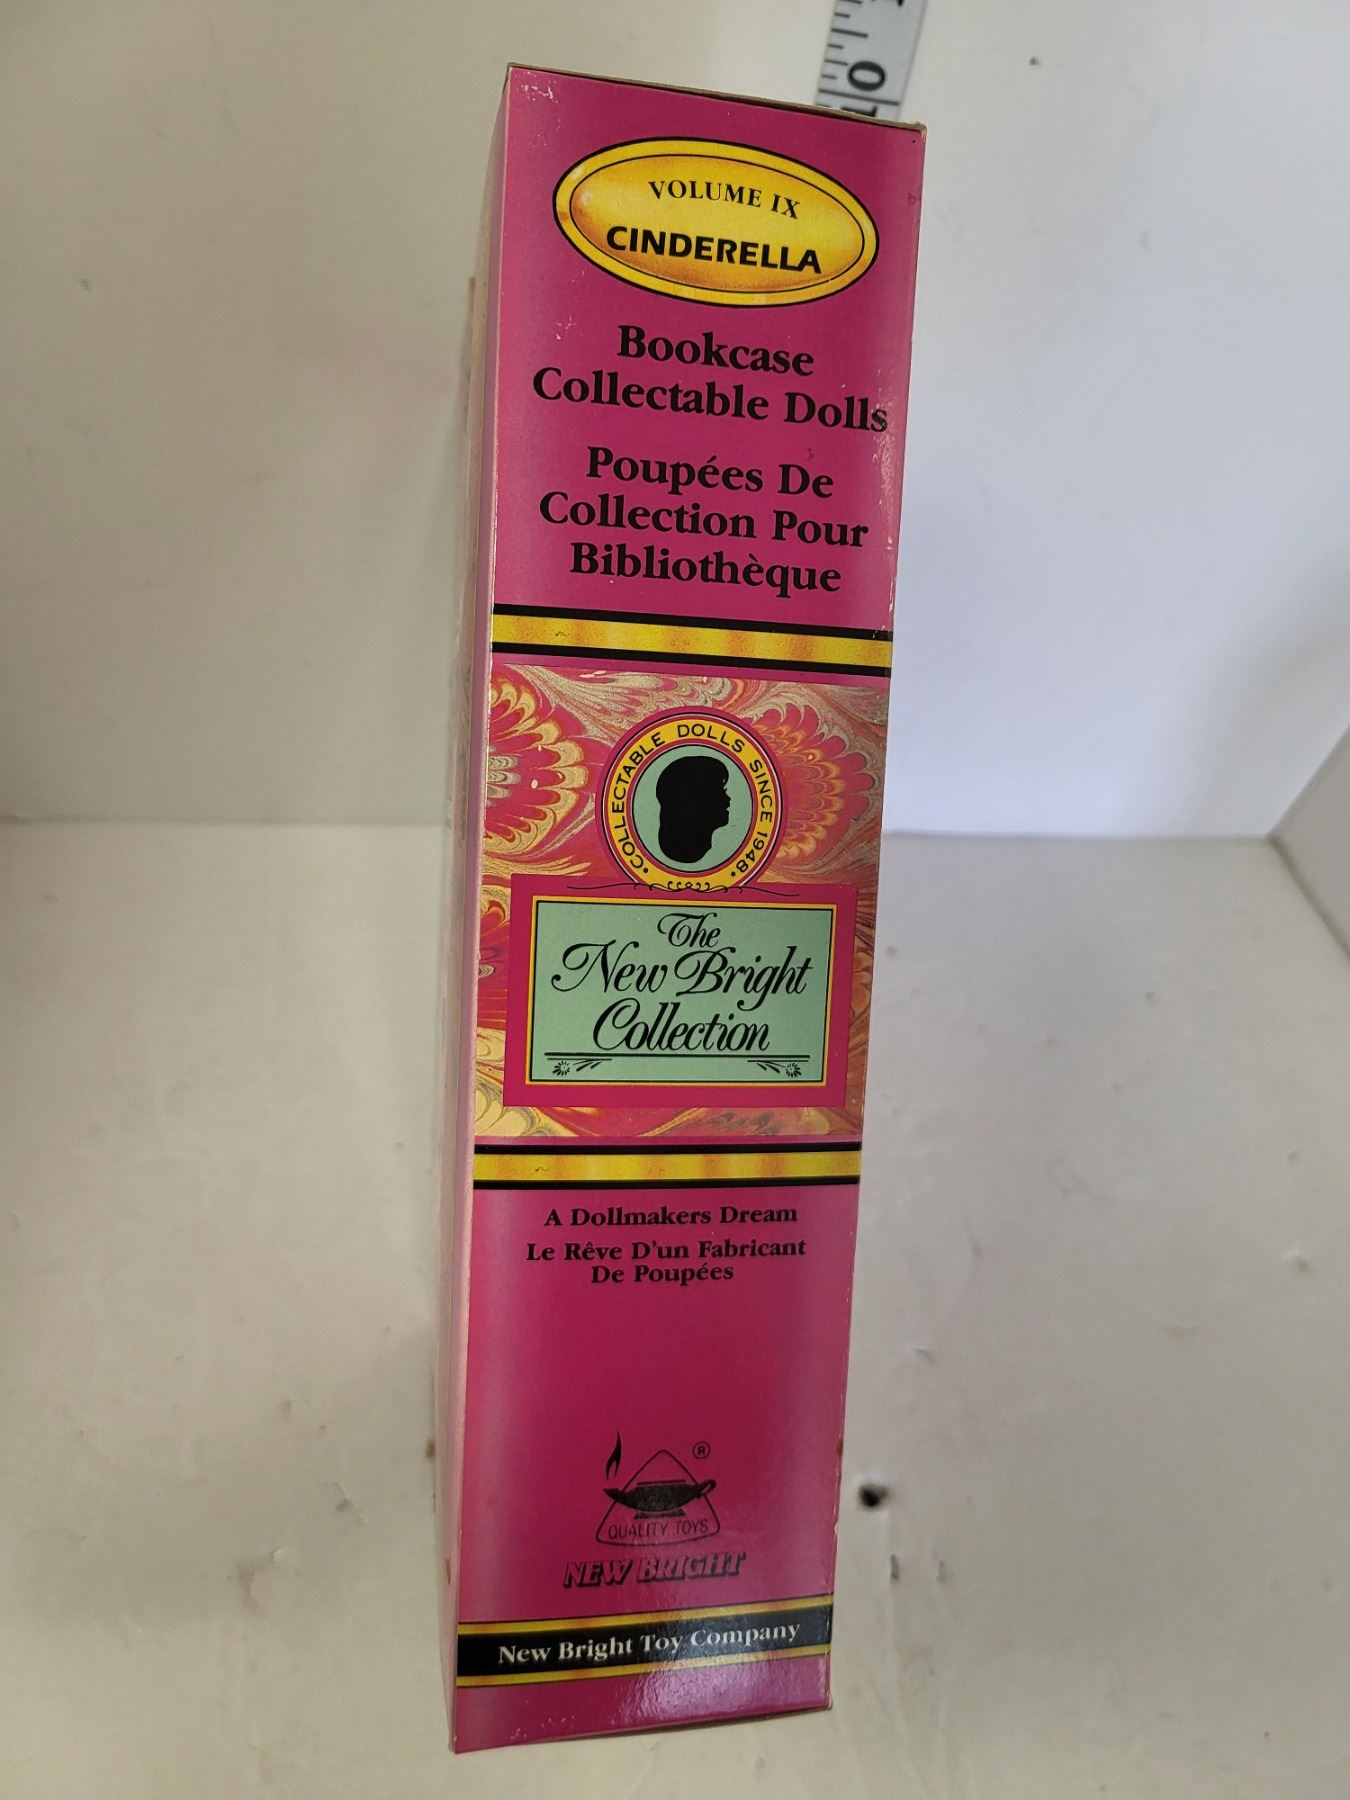 VOLUME IX
CINDERELLA
Bookcase
Collectable Dolls
Poupées De
Collection Pour
Bibliothèque
COLLECTABLE DOLLS SINCE 1948
The
New Bright
Collection
A Dollmakers Dream
Le Rêve D'un Fabricant
De Poupées
®
QUALITY TOYS
NEW BRIGHT
New Bright Toy Company